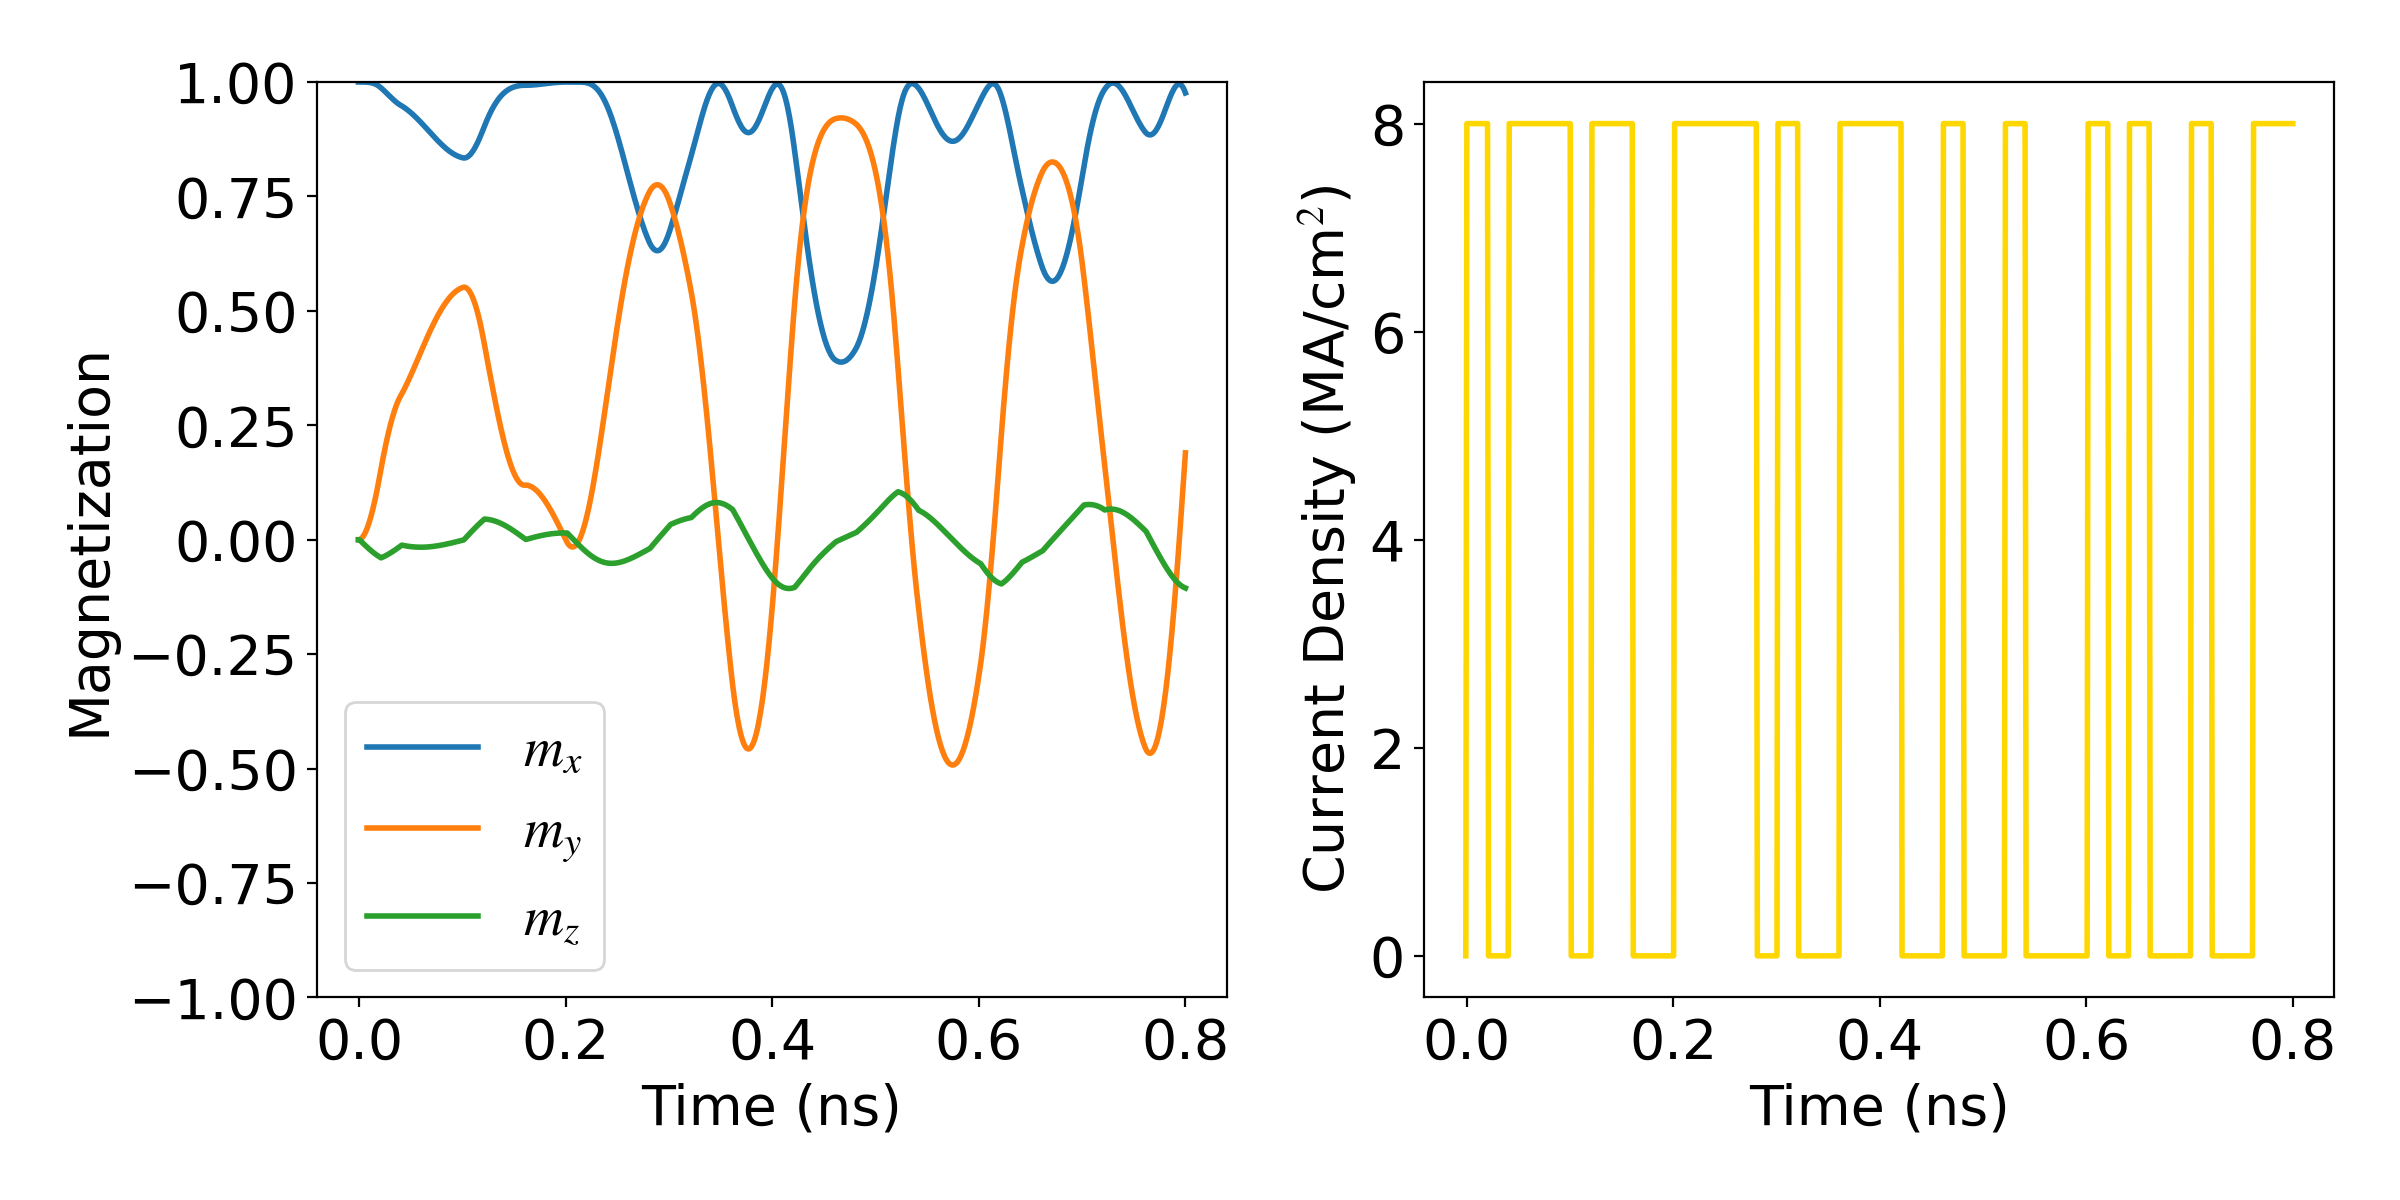 1.00
0.75
0.50
0.25
0.00
−0.25
−0.50
−0.75
−1.00
Magnetization
m_x
m_y
m_z
0.0 0.2 0.4 0.6 0.8
Time (ns)
8
6
4
2
0
Current Density (MA/cm²)
0.0 0.2 0.4 0.6 0.8
Time (ns)